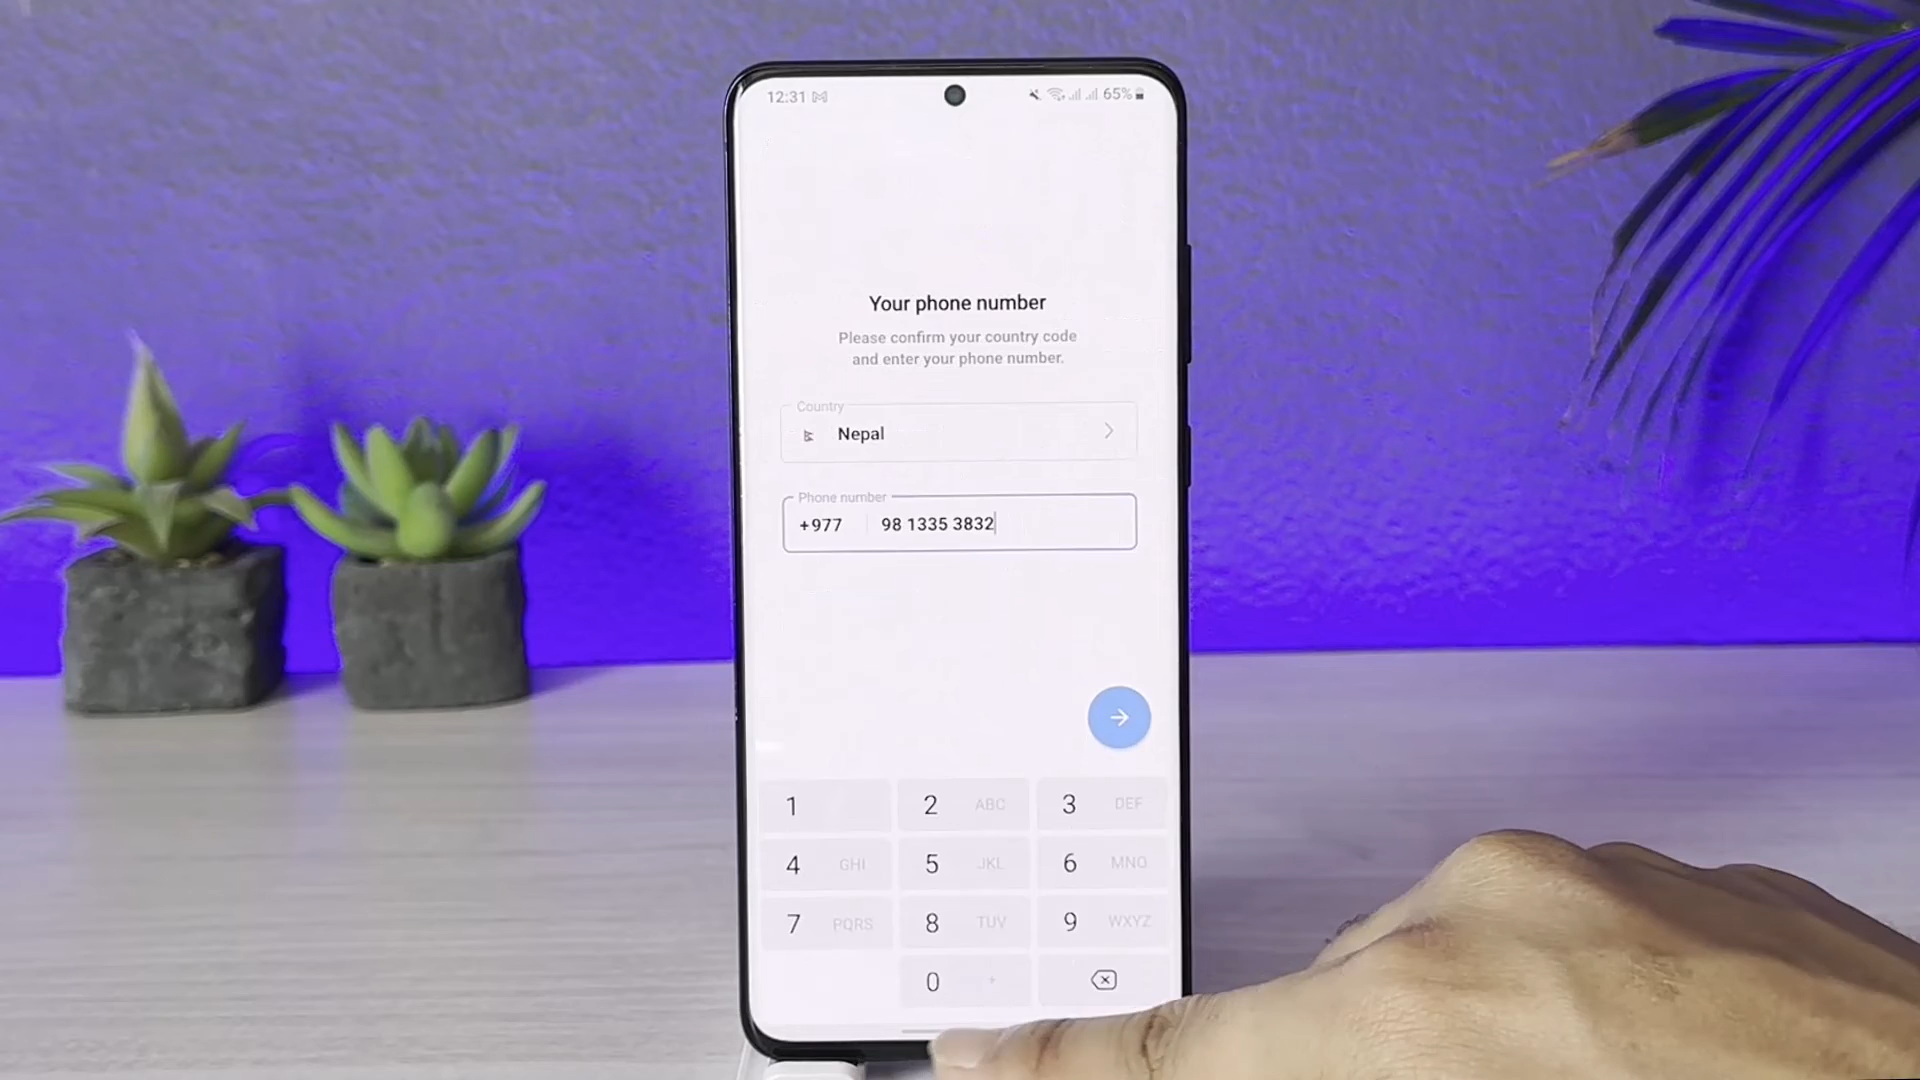 12:31 65%
Your phone number
Please confirm your country code
and enter your phone number.
Country
Nepal
Phone number
+977 98 1335 3832
1 2 ABC 3 DEF
4 GHI 5 JKL 6 MNO
7 PQRS 8 TUV 9 WXYZ
0 +